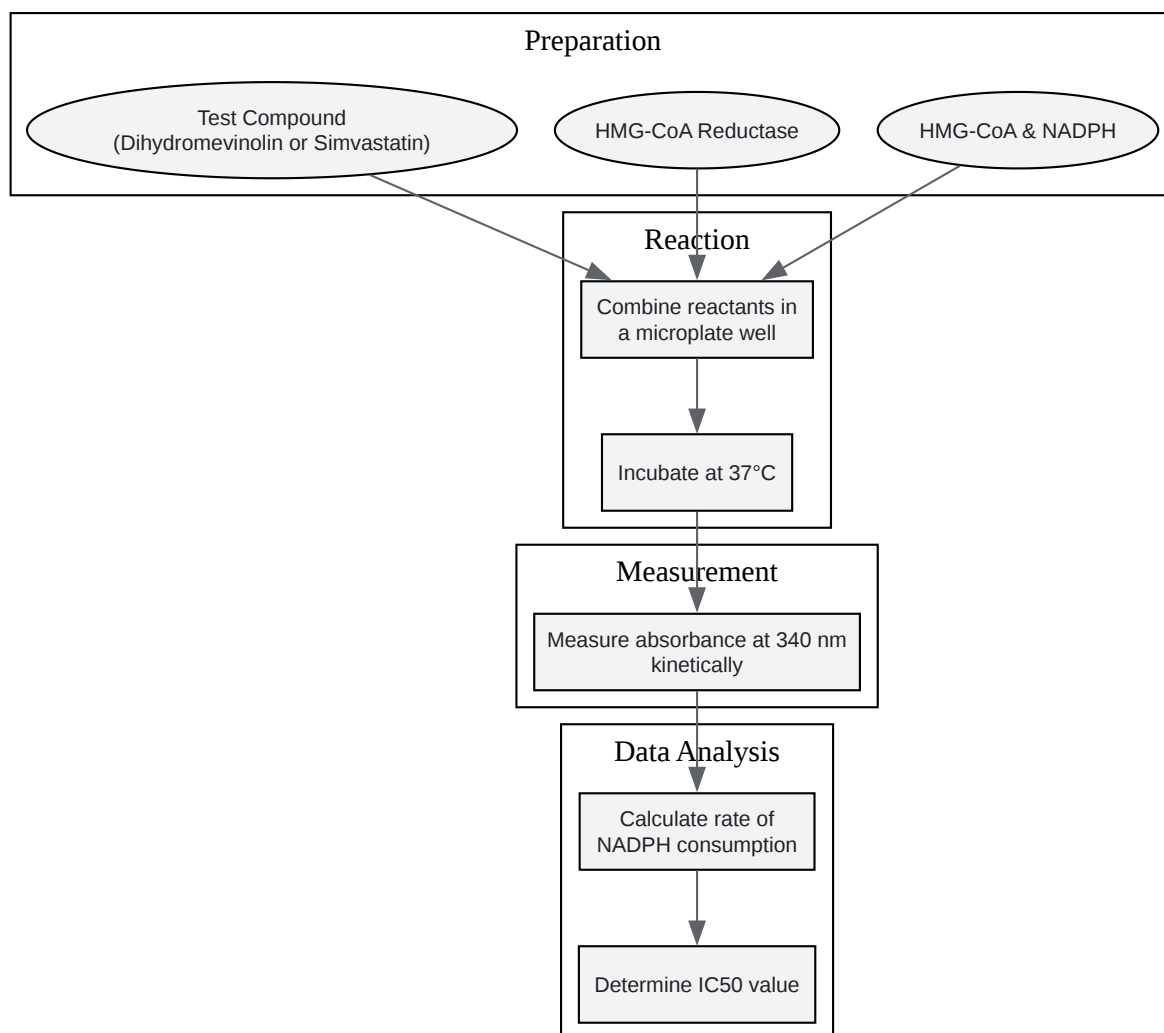 Preparation
Test Compound
(Dihydromevinolin or Simvastatin)
HMG-CoA Reductase
HMG-CoA & NADPH
Reaction
Combine reactants in
a microplate well
Incubate at 37°C
Measurement
Measure absorbance at 340 nm
kinetically
Data Analysis
Calculate rate of
NADPH consumption
Determine IC50 value